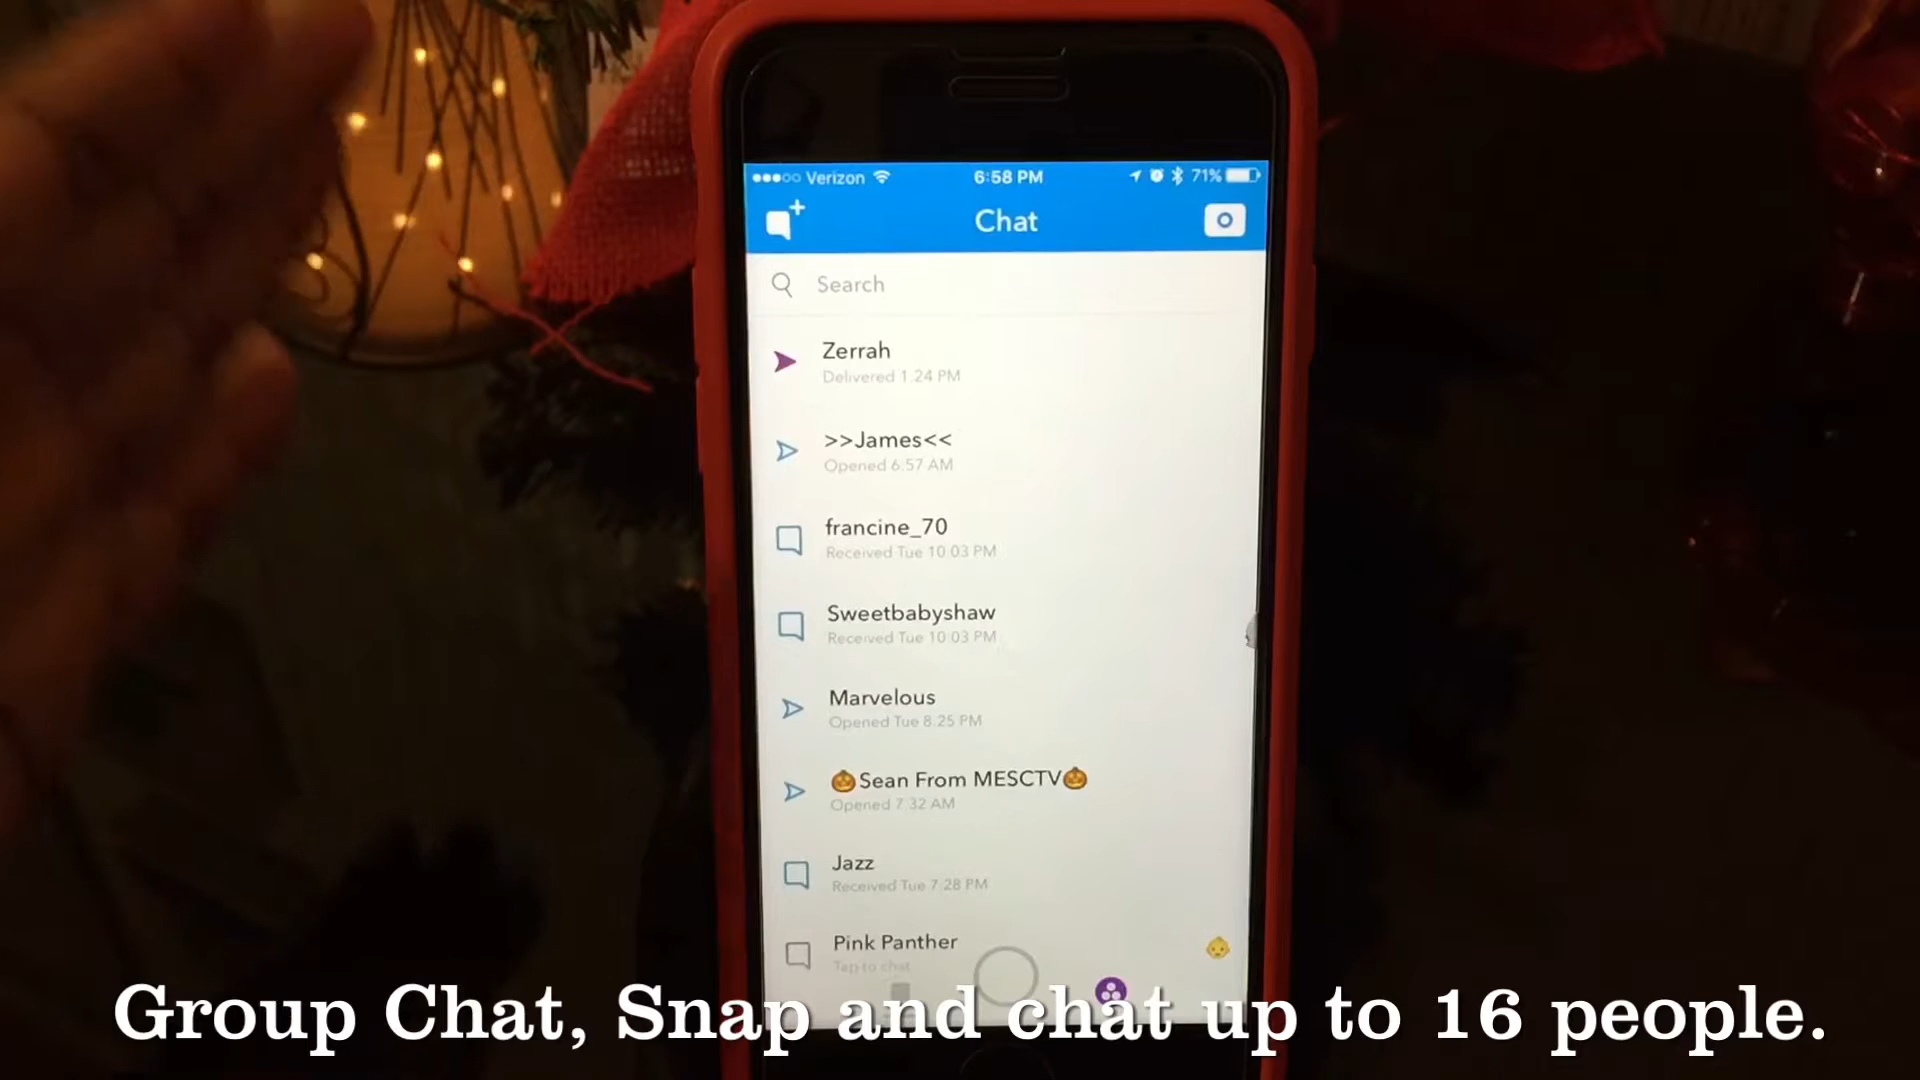 Verizon 6:58 PM 71%
Chat
Search
Zerrah
Delivered 1:24 PM
>>James<<
Opened 6:57 AM
francine_70
Received Tue 10:03 PM
Sweetbabyshaw
Received Tue 10:03 PM
Marvelous
Opened Tue 8:25 PM
🎃Sean From MESCTV🎃
Opened 7:32 AM
Jazz
Received Tue 7:28 PM
Pink Panther
Tap to chat
Group Chat, Snap and chat up to 16 people.